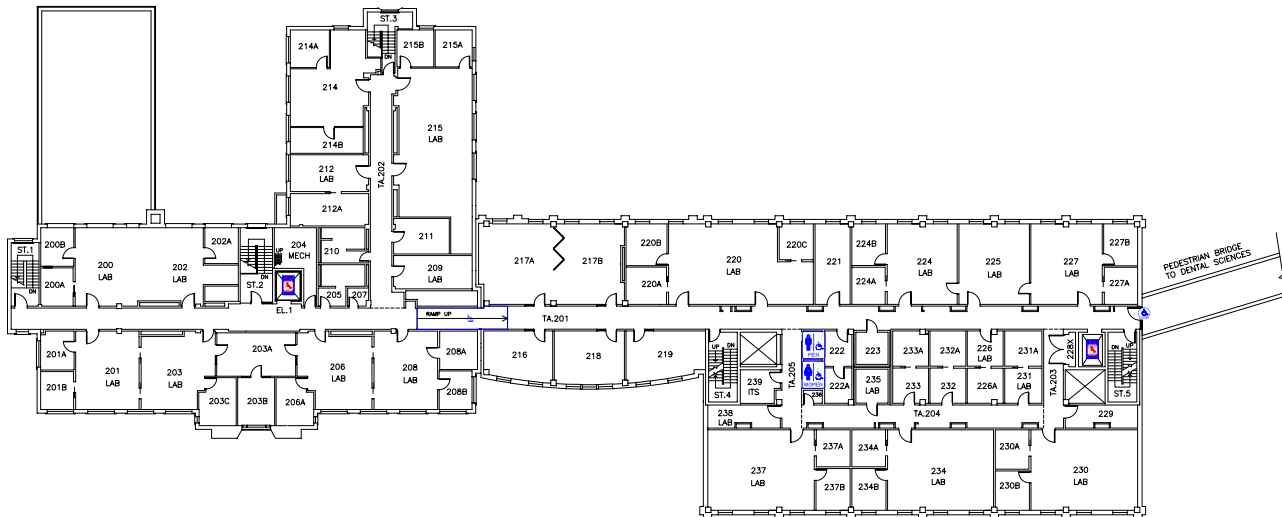 ST.3
DN
214A
215B
215A
214
215
LAB
214B
212
LAB
TA.202
212A
211
209
LAB
ST.1
DN
200B
200A
200
LAB
202
LAB
202A
UP
DN
ST.2
204
MECH
210
205
207
EL.1
RAMP UP
TA.201
217A
217B
220B
220A
220
LAB
220C
221
224B
224A
224
LAB
225
LAB
227
LAB
227B
227A
PEDESTRIAN BRIDGE
TO DENTAL SCIENCES
201A
201B
201
LAB
203
LAB
203A
203C
203B
206A
206
LAB
208
LAB
208A
208B
216
218
219
UP
DN
ST.4
239
ITS
TA.205
MEN
WOMEN
236
222
222A
223
235
LAB
233A
233
232A
232
226
LAB
226A
231A
231
LAB
TA.203
228X
UP
DN
ST.5
238
LAB
TA.204
229
237
LAB
237A
237B
234A
234B
234
LAB
230A
230B
230
LAB